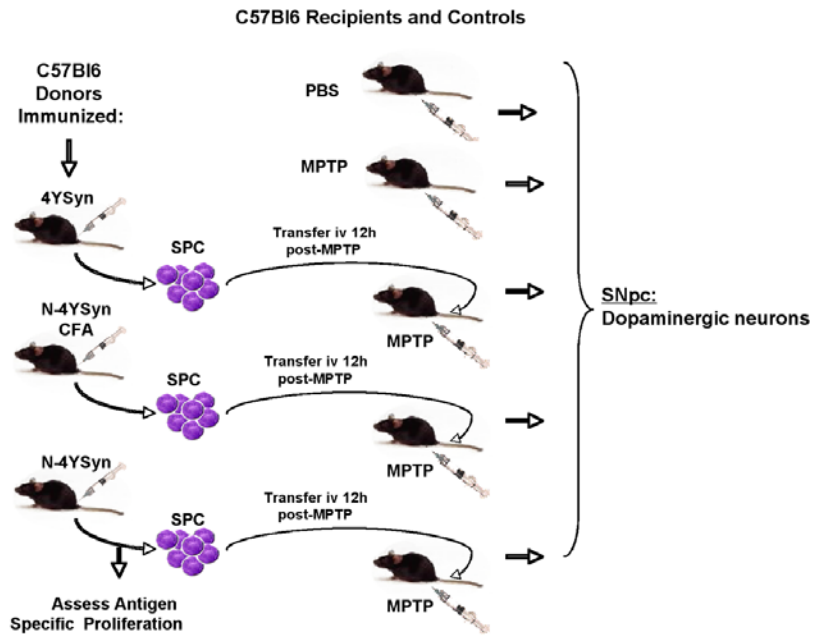 C57Bl6 Recipients and Controls
C57Bl6
Donors
Immunized:
PBS
MPTP
4YSyn
SPC
Transfer iv 12h
post-MPTP
MPTP
N-4YSyn
CFA
SPC
Transfer iv 12h
post-MPTP
MPTP
N-4YSyn
SPC
Transfer iv 12h
post-MPTP
MPTP
Assess Antigen
Specific Proliferation
SNpc:
Dopaminergic neurons